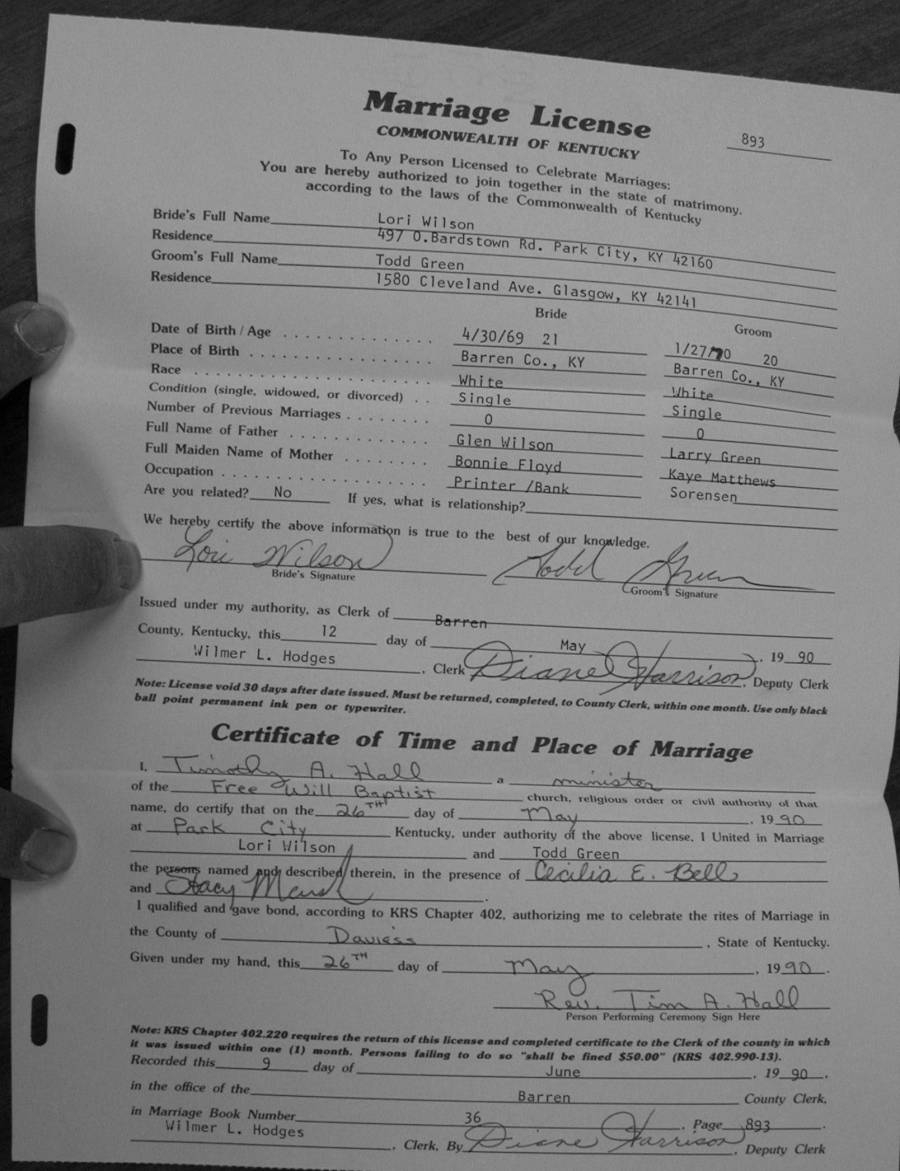 Marriage License
893
COMMONWEALTH OF KENTUCKY
To Any Person Licensed to Celebrate Marriages:
You are hereby authorized to join together in the state of matrimony.
according to the laws of the Commonwealth of Kentucky
Bride's Full Name Lori Wilson
Residence 497 O.Bardstown Rd. Park City, KY 42160
Groom's Full Name Todd Green
Residence 1580 Cleveland Ave. Glasgow, KY 42141
Bride Groom
Date of Birth / Age . . . . . . . . . . . . . 4/30/69 21 1/27/70 20
Place of Birth . . . . . . . . . . . . . . . . Barren Co., KY Barren Co., KY
Race . . . . . . . . . . . . . . . . . . . . . White White
Condition (single, widowed, or divorced) . . Single Single
Number of Previous Marriages . . . . . . . 0 0
Full Name of Father . . . . . . . . . . . . Glen Wilson Larry Green
Full Maiden Name of Mother . . . . . . . . Bonnie Floyd Kaye Matthews
Occupation . . . . . . . . . . . . . . . . . . Printer /Bank Sorensen
Are you related? No If yes, what is relationship?
We hereby certify the above information is true to the best of our knowledge.
Lori Wilson Todd Green
Bride's Signature Groom's Signature
Issued under my authority, as Clerk of Barren
County, Kentucky, this 12 day of May , 19 90
Wilmer L. Hodges , Clerk Diane Harrison , Deputy Clerk
Note: License void 30 days after date issued. Must be returned, completed, to County Clerk, within one month. Use only black
ball point permanent ink pen or typewriter.
Certificate of Time and Place of Marriage
I, Timothy A. Hall a minister
of the Free Will Baptist church, religious order or civil authority of that
name, do certify that on the 26TH day of May , 19 90
at Park City Kentucky, under authority of the above license, I United in Marriage
Lori Wilson and Todd Green
the persons named and described therein, in the presence of Cecilia E. Bell
and Stacy .
I qualified and gave bond, according to KRS Chapter 402, authorizing me to celebrate the rites of Marriage in
the County of Daviess , State of Kentucky.
Given under my hand, this 26TH day of May , 19 90 .
Rev. Tim A. Hall
Person Performing Ceremony Sign Here
Note: KRS Chapter 402.220 requires the return of this license and completed certificate to the Clerk of the county in which
it was issued within one (1) month. Persons failing to do so "shall be fined $50.00" (KRS 402.990-13).
Recorded this 9 day of June , 19 90 .
in the office of the Barren County Clerk,
in Marriage Book Number 36 , Page 893 .
Wilmer L. Hodges , Clerk, By Diane Harrison , Deputy Clerk